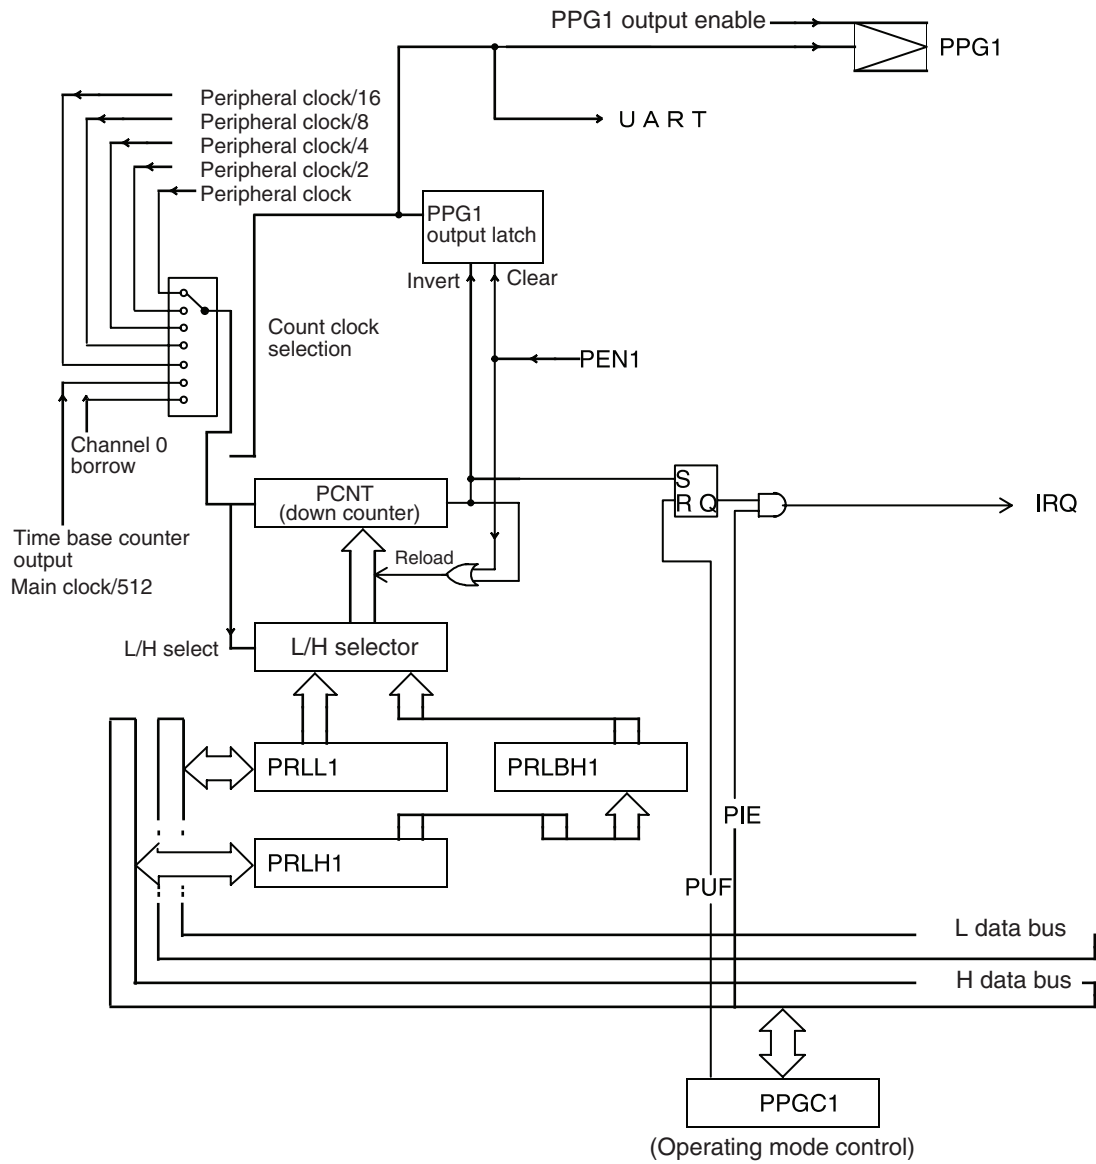 PPG1 output enable
PPG1
Peripheral clock/16
Peripheral clock/8
UART
Peripheral clock/4
Peripheral clock/2
Peripheral clock
PPG1
output latch
Invert
Clear
Count clock
selection
PEN1
Channel 0
borrow
PCNT
(down counter)
S
R Q
IRQ
Time base counter
output
Main clock/512
Reload
L/H select
L/H selector
PRLL1
PRLBH1
PIE
PRLH1
PUF
L data bus
H data bus
PPGC1
(Operating mode control)